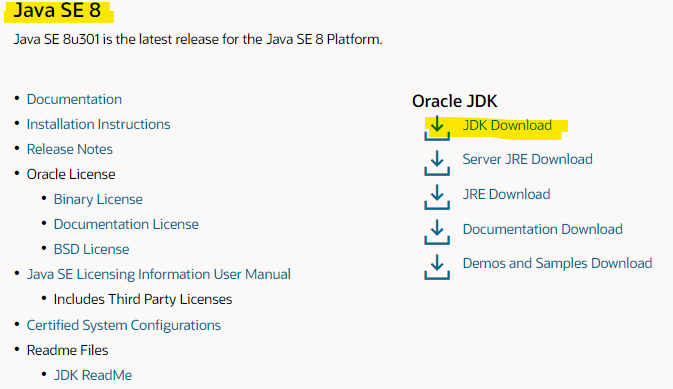 Java SE 8
Java SE 8u301 is the latest release for the Java SE 8 Platform.
Documentation
Installation Instructions
Release Notes
Oracle License
Binary License
Documentation License
BSD License
Java SE Licensing Information User Manual
Includes Third Party Licenses
Certified System Configurations
Readme Files
JDK ReadMe
Oracle JDK
JDK Download
Server JRE Download
JRE Download
Documentation Download
Demos and Samples Download